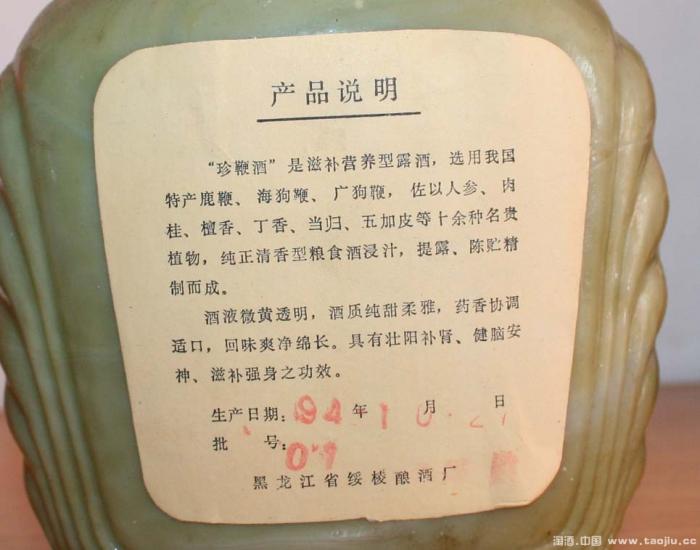 产品说明
“珍鞭酒”是滋补营养型露酒，选用我国
特产鹿鞭、海狗鞭、广狗鞭，佐以人参、肉
桂、檀香、丁香、当归、五加皮等十余种名贵
植物，纯正清香型粮食酒浸汁，提露、陈贮精
制而成。
酒液微黄透明，酒质纯甜柔雅，药香协调
适口，回味爽净绵长。具有壮阳补肾、健脑安
神、滋补强身之功效。
生产日期：94年10月21日
批 号：07
黑龙江省绥棱酿酒厂
淘酒.中国 www.taojiu.cc